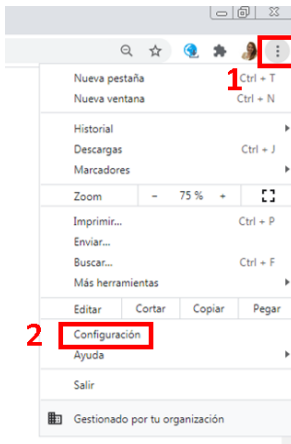 1
Nueva pestaña Ctrl + T
Nueva ventana Ctrl + N
Historial
Descargas Ctrl + J
Marcadores
Zoom - 75 % +
Imprimir... Ctrl + P
Enviar...
Buscar... Ctrl + F
Más herramientas
Editar Cortar Copiar Pegar
2 Configuración
Ayuda
Salir
Gestionado por tu organización